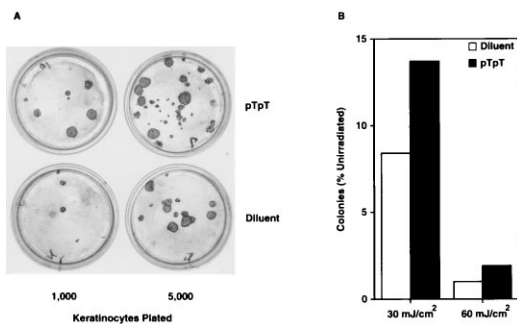 A
pTpT
Diluent
1,000 5,000
Keratinocytes Plated
B
Diluent
pTpT
15
10
5
0
Colonies (% Unirradiated)
30 mJ/cm²
60 mJ/cm²